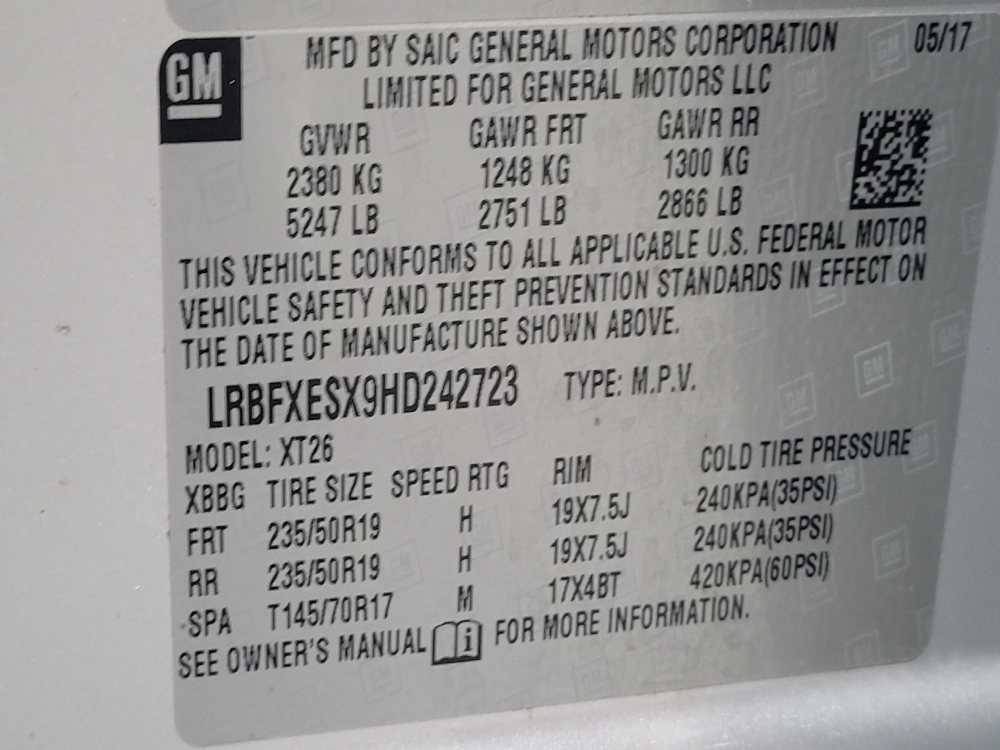 GM
MFD BY SAIC GENERAL MOTORS CORPORATION 05/17
LIMITED FOR GENERAL MOTORS LLC
GVWR GAWR FRT GAWR RR
2380 KG 1248 KG 1300 KG
5247 LB 2751 LB 2866 LB
THIS VEHICLE CONFORMS TO ALL APPLICABLE U.S. FEDERAL MOTOR
VEHICLE SAFETY AND THEFT PREVENTION STANDARDS IN EFFECT ON
THE DATE OF MANUFACTURE SHOWN ABOVE.
LRBFXESX9HD242723 TYPE: M.P.V.
MODEL: XT26
XBBG TIRE SIZE SPEED RTG RIM COLD TIRE PRESSURE
FRT 235/50R19 H 19X7.5J 240KPA(35PSI)
RR 235/50R19 H 19X7.5J 240KPA(35PSI)
SPA T145/70R17 M 17X4BT 420KPA(60PSI)
SEE OWNER'S MANUAL i FOR MORE INFORMATION.